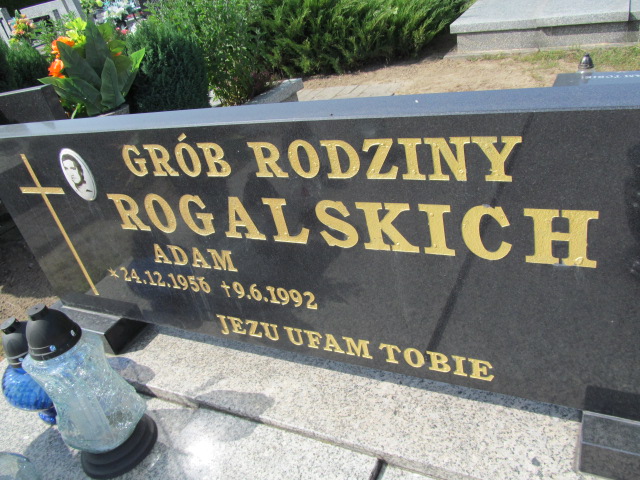 GRÓB RODZINY
ROGALSKICH
ADAM
* 24.12.1956 + 9.6.1992
JEZU UFAM TOBIE